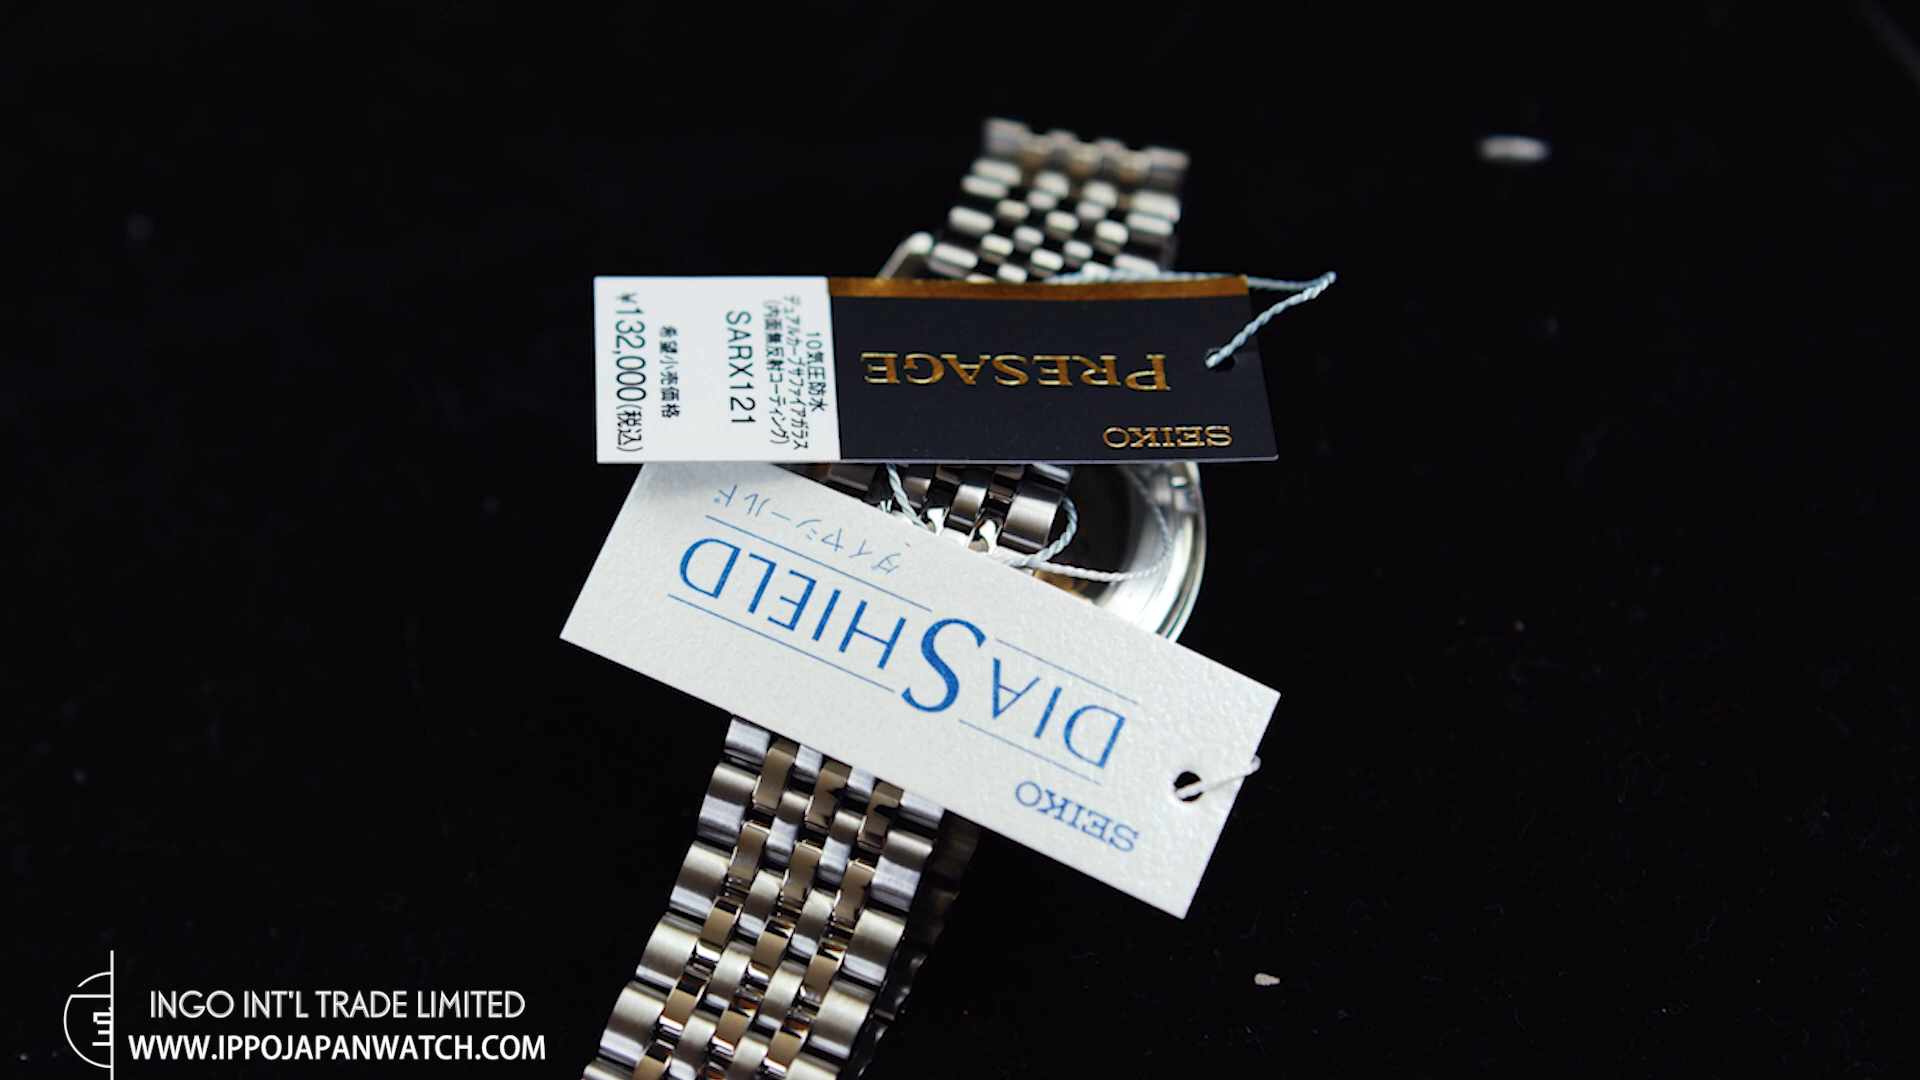 SEIKO
PRESAGE
10気圧防水
デュアルカーブサファイアガラス
(内面無反射コーティング)
SARX121
希望小売価格
¥132,000(税込)
SEIKO
DIASHIELD
ダイヤシールド
INGO INT'L TRADE LIMITED
WWW.IPPOJAPANWATCH.COM